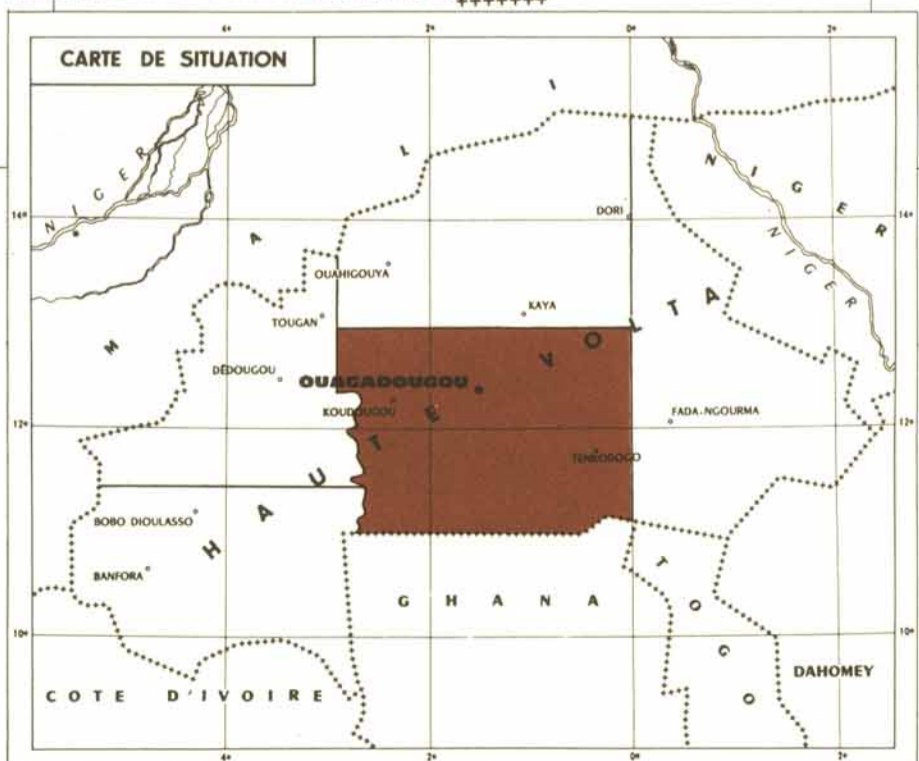 +++++++
4° 2° 0° 2°
CARTE DE SITUATION
MALI
NIGER
NIGER
NIGER
14° 14°
DORI
OUAHIGOUYA
KAYA
TOUGAN
HAUTE VOLTA
DÉDOUGOU
OUAGADOUGOU
KOUDOUGOU
FADA-NGOURMA
12° 12°
TENKODOGO
BOBO DIOULASSO
BANFORA
GHANA
TOGO
10° 10°
DAHOMEY
COTE D'IVOIRE
4° 2° 0° 2°